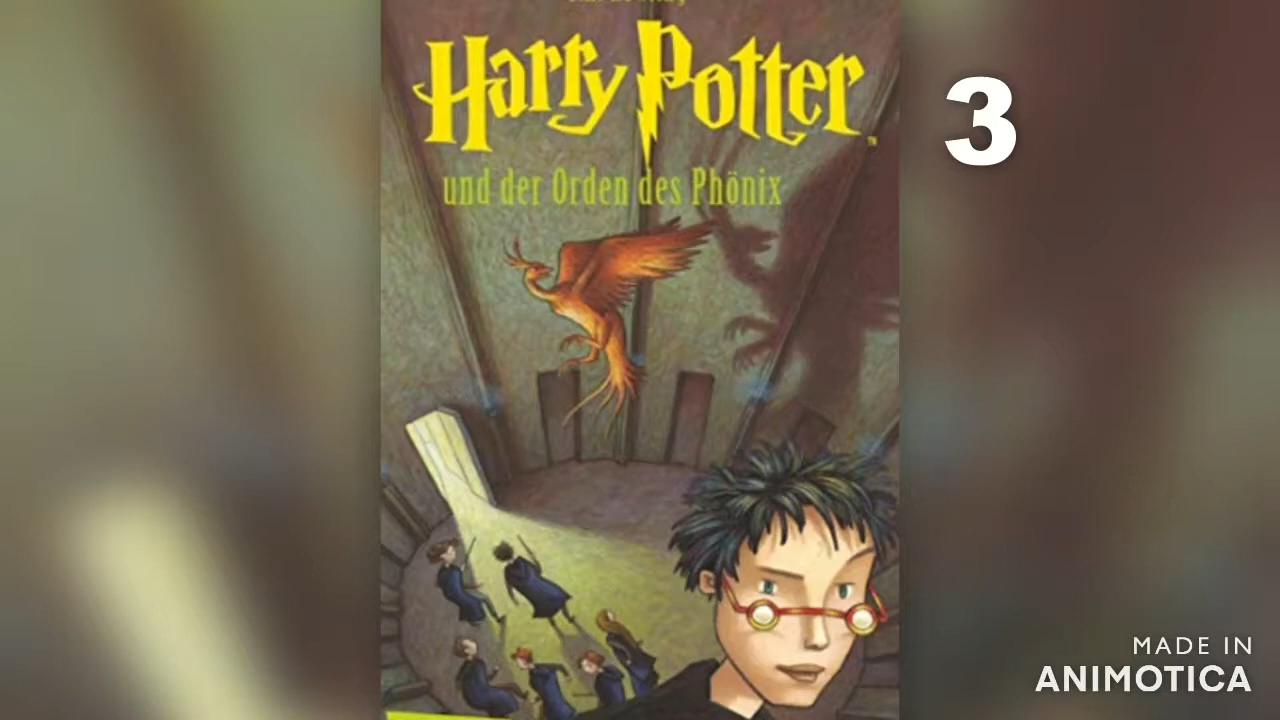 Harry Potter
und der Orden des Phönix
3
MADE IN
ANIMOTICA